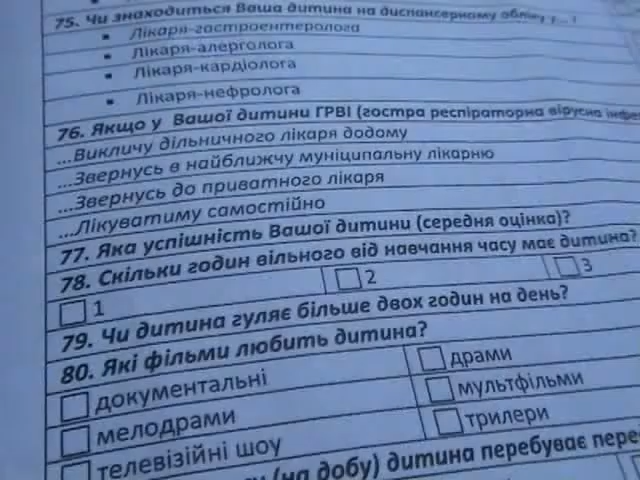 75. Чи знаходиться Ваша дитина на диспансерному обліку у...:
▪ Лікаря-гастроентеролога
▪ Лікаря-алерголога
▪ Лікаря-кардіолога
▪ Лікаря-нефролога
76. Якщо у Вашої дитини ГРВІ (гостра респіраторна вірусна інфе
...Викличу дільничного лікаря додому
...Звернусь в найближчу муніципальну лікарню
...Звернусь до приватного лікаря
...Лікуватиму самостійно
77. Яка успішність Вашої дитини (середня оцінка)?
78. Скільки годин вільного від навчання часу має дитина?
1 2 3
79. Чи дитина гуляє більше двох годин на день?
80. Які фільми любить дитина?
документальні драми
мелодрами мультфільми
телевізійні шоу трилери
(на добу) дитина перебуває пере